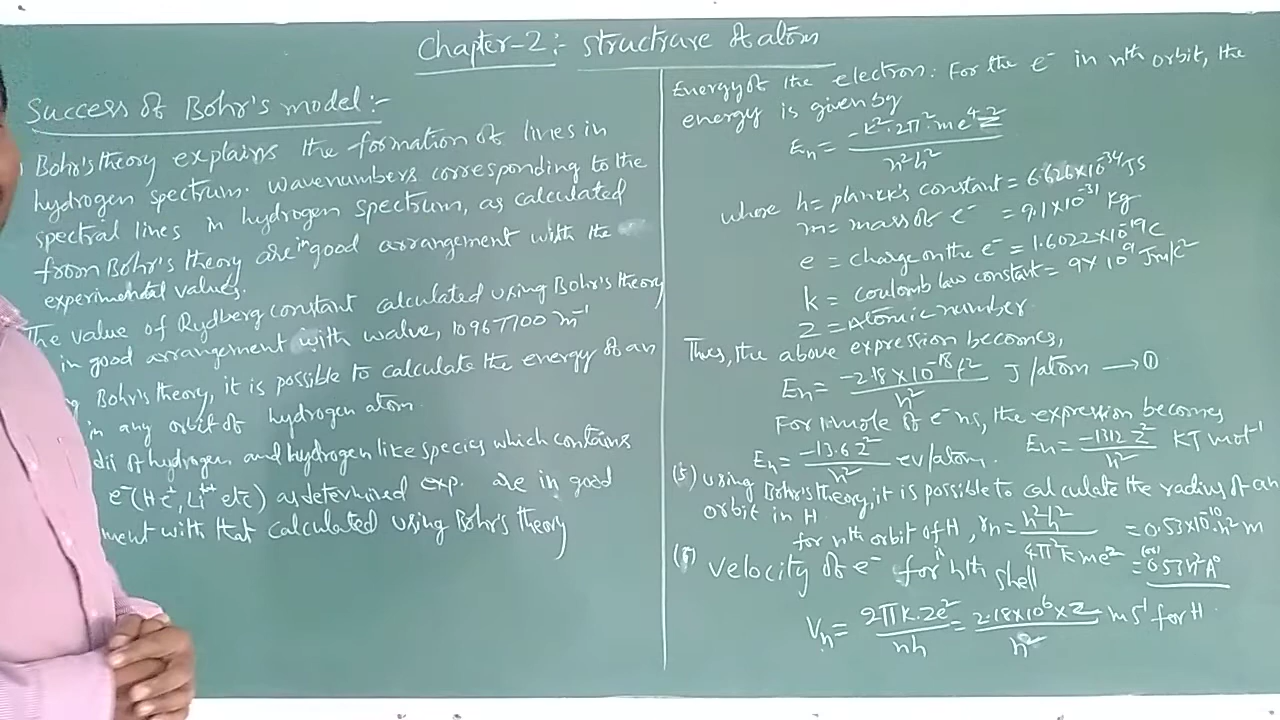 Chapter-2:- Structure of atom
Success of Bohr's model:-
Bohr's theory explains the formation of lines in
hydrogen spectrum. Wavenumbers corresponding to the
spectral lines in hydrogen spectrum, as calculated
from Bohr's theory are in good arrangement with the
experimental values.
The value of Rydberg constant calculated using Bohr's theory
in good arrangement with walve, 10967700 m⁻¹
Bohr's theory, it is possible to calculate the energy of an
in any orbit of hydrogen atom.
dii of hydrogen and hydrogen like species which contains
e⁻ (He⁺, Li⁺⁺ etc) as determined exp. are in good
ment with that calculated using Bohr's theory
Energy of the electron: For the e⁻ in nth orbit, the
energy is given by
En = -k²·2π²·me⁴z² / n²h²
where h = planck's constant = 6.626×10⁻³⁴ JS
m = mass of e⁻ = 9.1×10⁻³¹ kg
e = charge on the e⁻ = 1.6022×10⁻¹⁹ C
k = coulomb law constant = 9×10⁹ Jm/c²
Z = Atomic number
Thus, the above expression becomes,
En = -2.18×10⁻¹⁸ z² / n² J/atom → ①
For 1 mole of e⁻ns, the expression becomes
En = -13.6 Z² / n² ev/atom. En = -1312 Z² / n² KJ mol⁻¹
(5) using Bohr's theory, it is possible to calculate the radius of an
orbit in H
for nth orbit of H, rn = n²h² / 4π²kme² = 0.53×10⁻¹⁰·n² m
(or)
= 0.53n² A°
velocity of e⁻ for in nth shell
Vn = 2πk·Ze² / nh = 2.18×10⁶×Z / n² ms⁻¹ for H